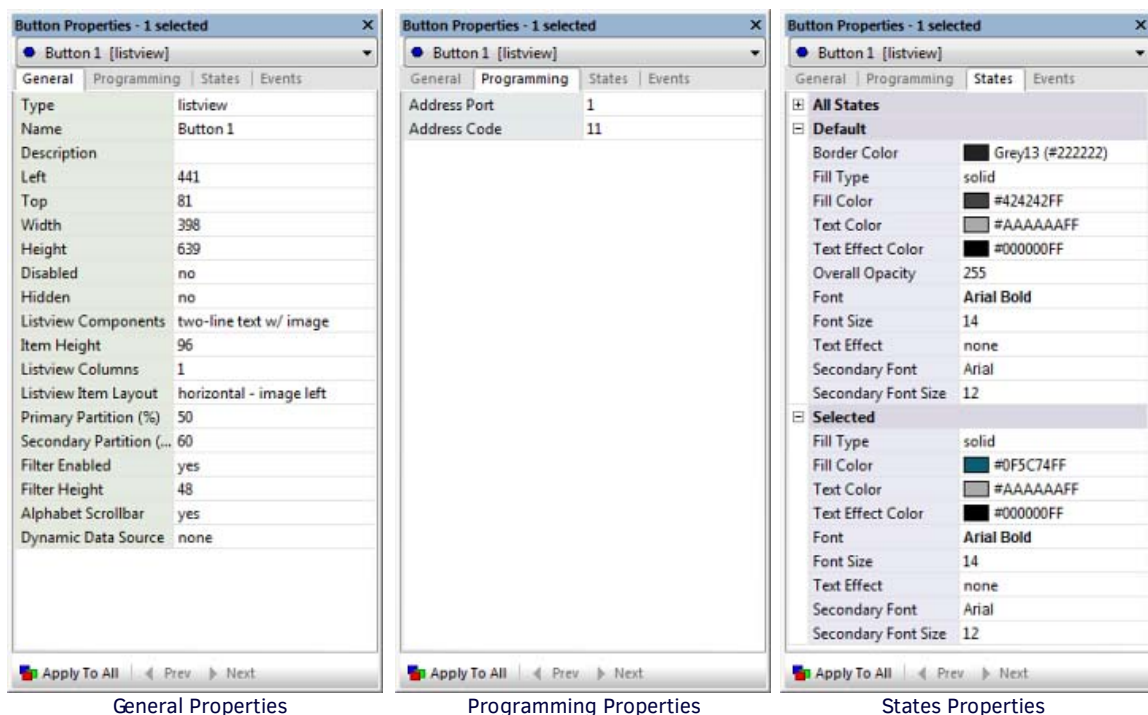 Button Properties - 1 selected
Button 1 [listview]
General Programming States Events
Type listview
Name Button 1
Description
Left 441
Top 81
Width 398
Height 639
Disabled no
Hidden no
Listview Components two-line text w/ image
Item Height 96
Listview Columns 1
Listview Item Layout horizontal - image left
Primary Partition (%) 50
Secondary Partition (... 60
Filter Enabled yes
Filter Height 48
Alphabet Scrollbar yes
Dynamic Data Source none
Apply To All Prev Next
General Properties
Button Properties - 1 selected
Button 1 [listview]
General Programming States Events
Address Port 1
Address Code 11
Apply To All Prev Next
Programming Properties
Button Properties - 1 selected
Button 1 [listview]
General Programming States Events
All States
Default
Border Color Grey13 (#222222)
Fill Type solid
Fill Color #424242FF
Text Color #AAAAAAFF
Text Effect Color #000000FF
Overall Opacity 255
Font Arial Bold
Font Size 14
Text Effect none
Secondary Font Arial
Secondary Font Size 12
Selected
Fill Type solid
Fill Color #0F5C74FF
Text Color #AAAAAAFF
Text Effect Color #000000FF
Font Arial Bold
Font Size 14
Text Effect none
Secondary Font Arial
Secondary Font Size 12
Apply To All Prev Next
States Properties